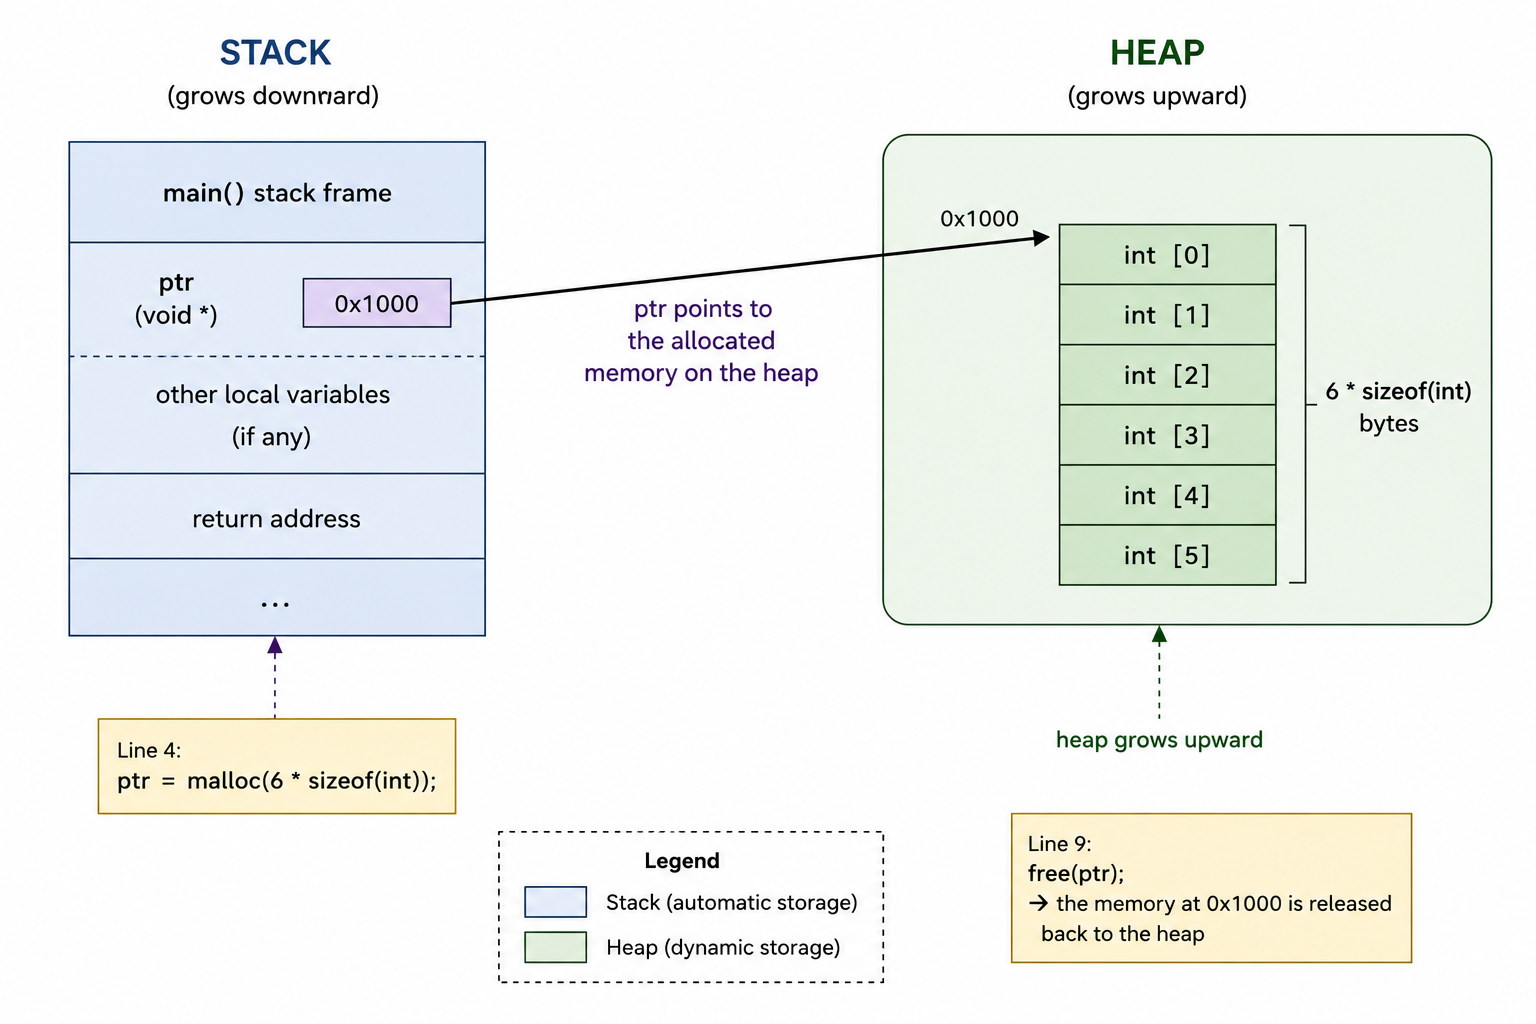 STACK
(grows downward)
main() stack frame
ptr
(void *)
0x1000
other local variables
(if any)
return address
...
Line 4:
ptr = malloc(6 * sizeof(int));
ptr points to
the allocated
memory on the heap
HEAP
(grows upward)
0x1000
int [0]
int [1]
int [2]
int [3]
int [4]
int [5]
6 * sizeof(int)
bytes
heap grows upward
Legend
Stack (automatic storage)
Heap (dynamic storage)
Line 9:
free(ptr);
→ the memory at 0x1000 is released
back to the heap